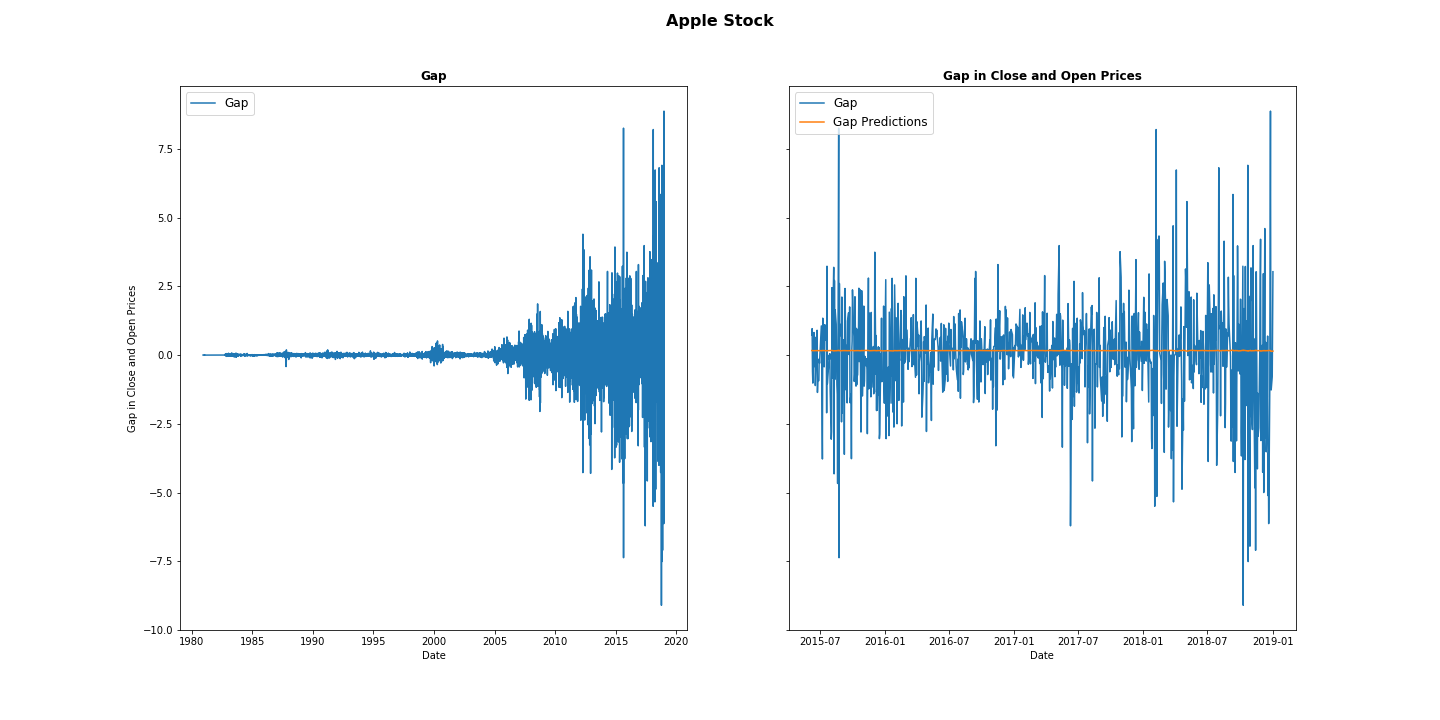 Apple Stock
Gap
Gap
Gap in Close and Open Prices
7.5
5.0
2.5
0.0
−2.5
−5.0
−7.5
−10.0
1980 1985 1990 1995 2000 2005 2010 2015 2020
Date
Gap in Close and Open Prices
Gap
Gap Predictions
2015-07 2016-01 2016-07 2017-01 2017-07 2018-01 2018-07 2019-01
Date